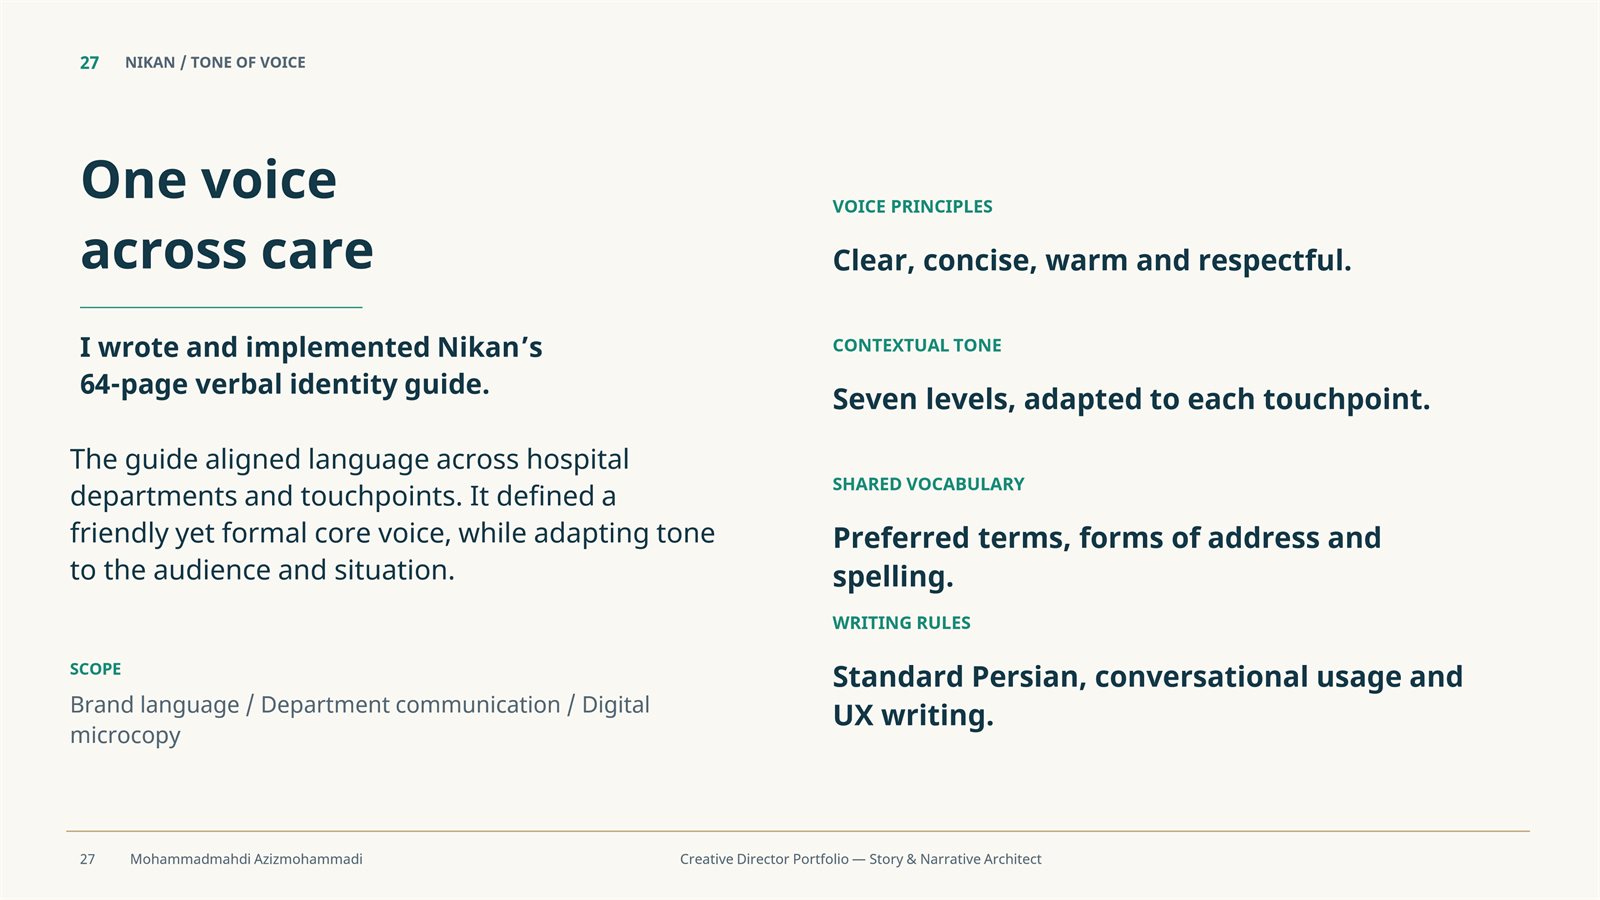 27 NIKAN / TONE OF VOICE
One voice
across care
I wrote and implemented Nikan’s
64-page verbal identity guide.
The guide aligned language across hospital
departments and touchpoints. It defined a
friendly yet formal core voice, while adapting tone
to the audience and situation.
SCOPE
Brand language / Department communication / Digital
microcopy
VOICE PRINCIPLES
Clear, concise, warm and respectful.
CONTEXTUAL TONE
Seven levels, adapted to each touchpoint.
SHARED VOCABULARY
Preferred terms, forms of address and
spelling.
WRITING RULES
Standard Persian, conversational usage and
UX writing.
27 Mohammadmahdi Azizmohammadi Creative Director Portfolio — Story & Narrative Architect